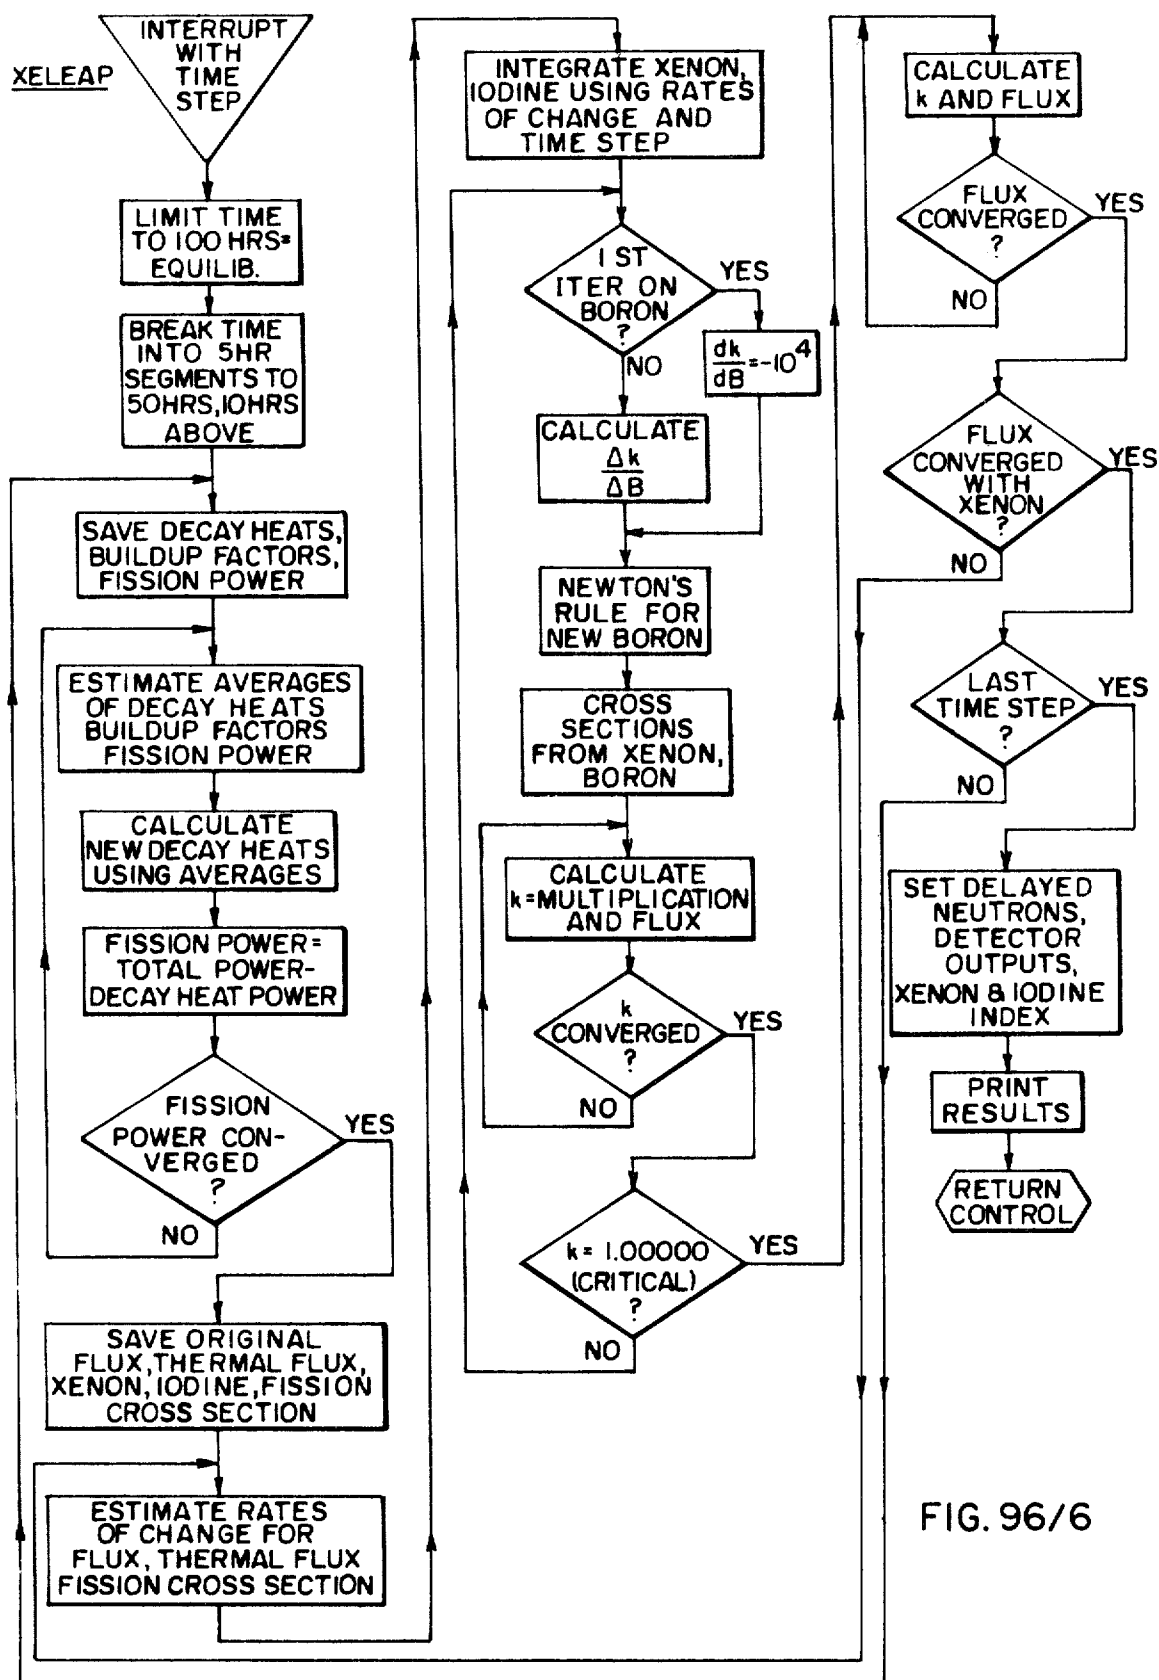 XELEAP
INTERRUPT
WITH
TIME
STEP
LIMIT TIME
TO 100 HRS=
EQUILIB.
BREAK TIME
INTO 5HR
SEGMENTS TO
50HRS, 10HRS
ABOVE
SAVE DECAY HEATS,
BUILDUP FACTORS,
FISSION POWER
ESTIMATE AVERAGES
OF DECAY HEATS
BUILDUP FACTORS
FISSION POWER
CALCULATE
NEW DECAY HEATS
USING AVERAGES
FISSION POWER=
TOTAL POWER-
DECAY HEAT POWER
FISSION
POWER CON-
VERGED
?
YES
NO
SAVE ORIGINAL
FLUX, THERMAL FLUX,
XENON, IODINE, FISSION
CROSS SECTION
ESTIMATE RATES
OF CHANGE FOR
FLUX, THERMAL FLUX
FISSION CROSS SECTION
INTEGRATE XENON,
IODINE USING RATES
OF CHANGE AND
TIME STEP
1 ST
ITER ON
BORON
?
YES
NO
dk
dB
=-10⁴
CALCULATE
Δk
ΔB
NEWTON'S
RULE FOR
NEW BORON
CROSS
SECTIONS
FROM XENON,
BORON
CALCULATE
k=MULTIPLICATION
AND FLUX
k
CONVERGED
?
YES
NO
k= 1.00000
(CRITICAL)
?
YES
NO
CALCULATE
k AND FLUX
FLUX
CONVERGED
?
YES
NO
FLUX
CONVERGED
WITH
XENON
?
YES
NO
LAST
TIME STEP
?
YES
NO
SET DELAYED
NEUTRONS,
DETECTOR
OUTPUTS,
XENON & IODINE
INDEX
PRINT
RESULTS
RETURN
CONTROL
FIG. 96/6